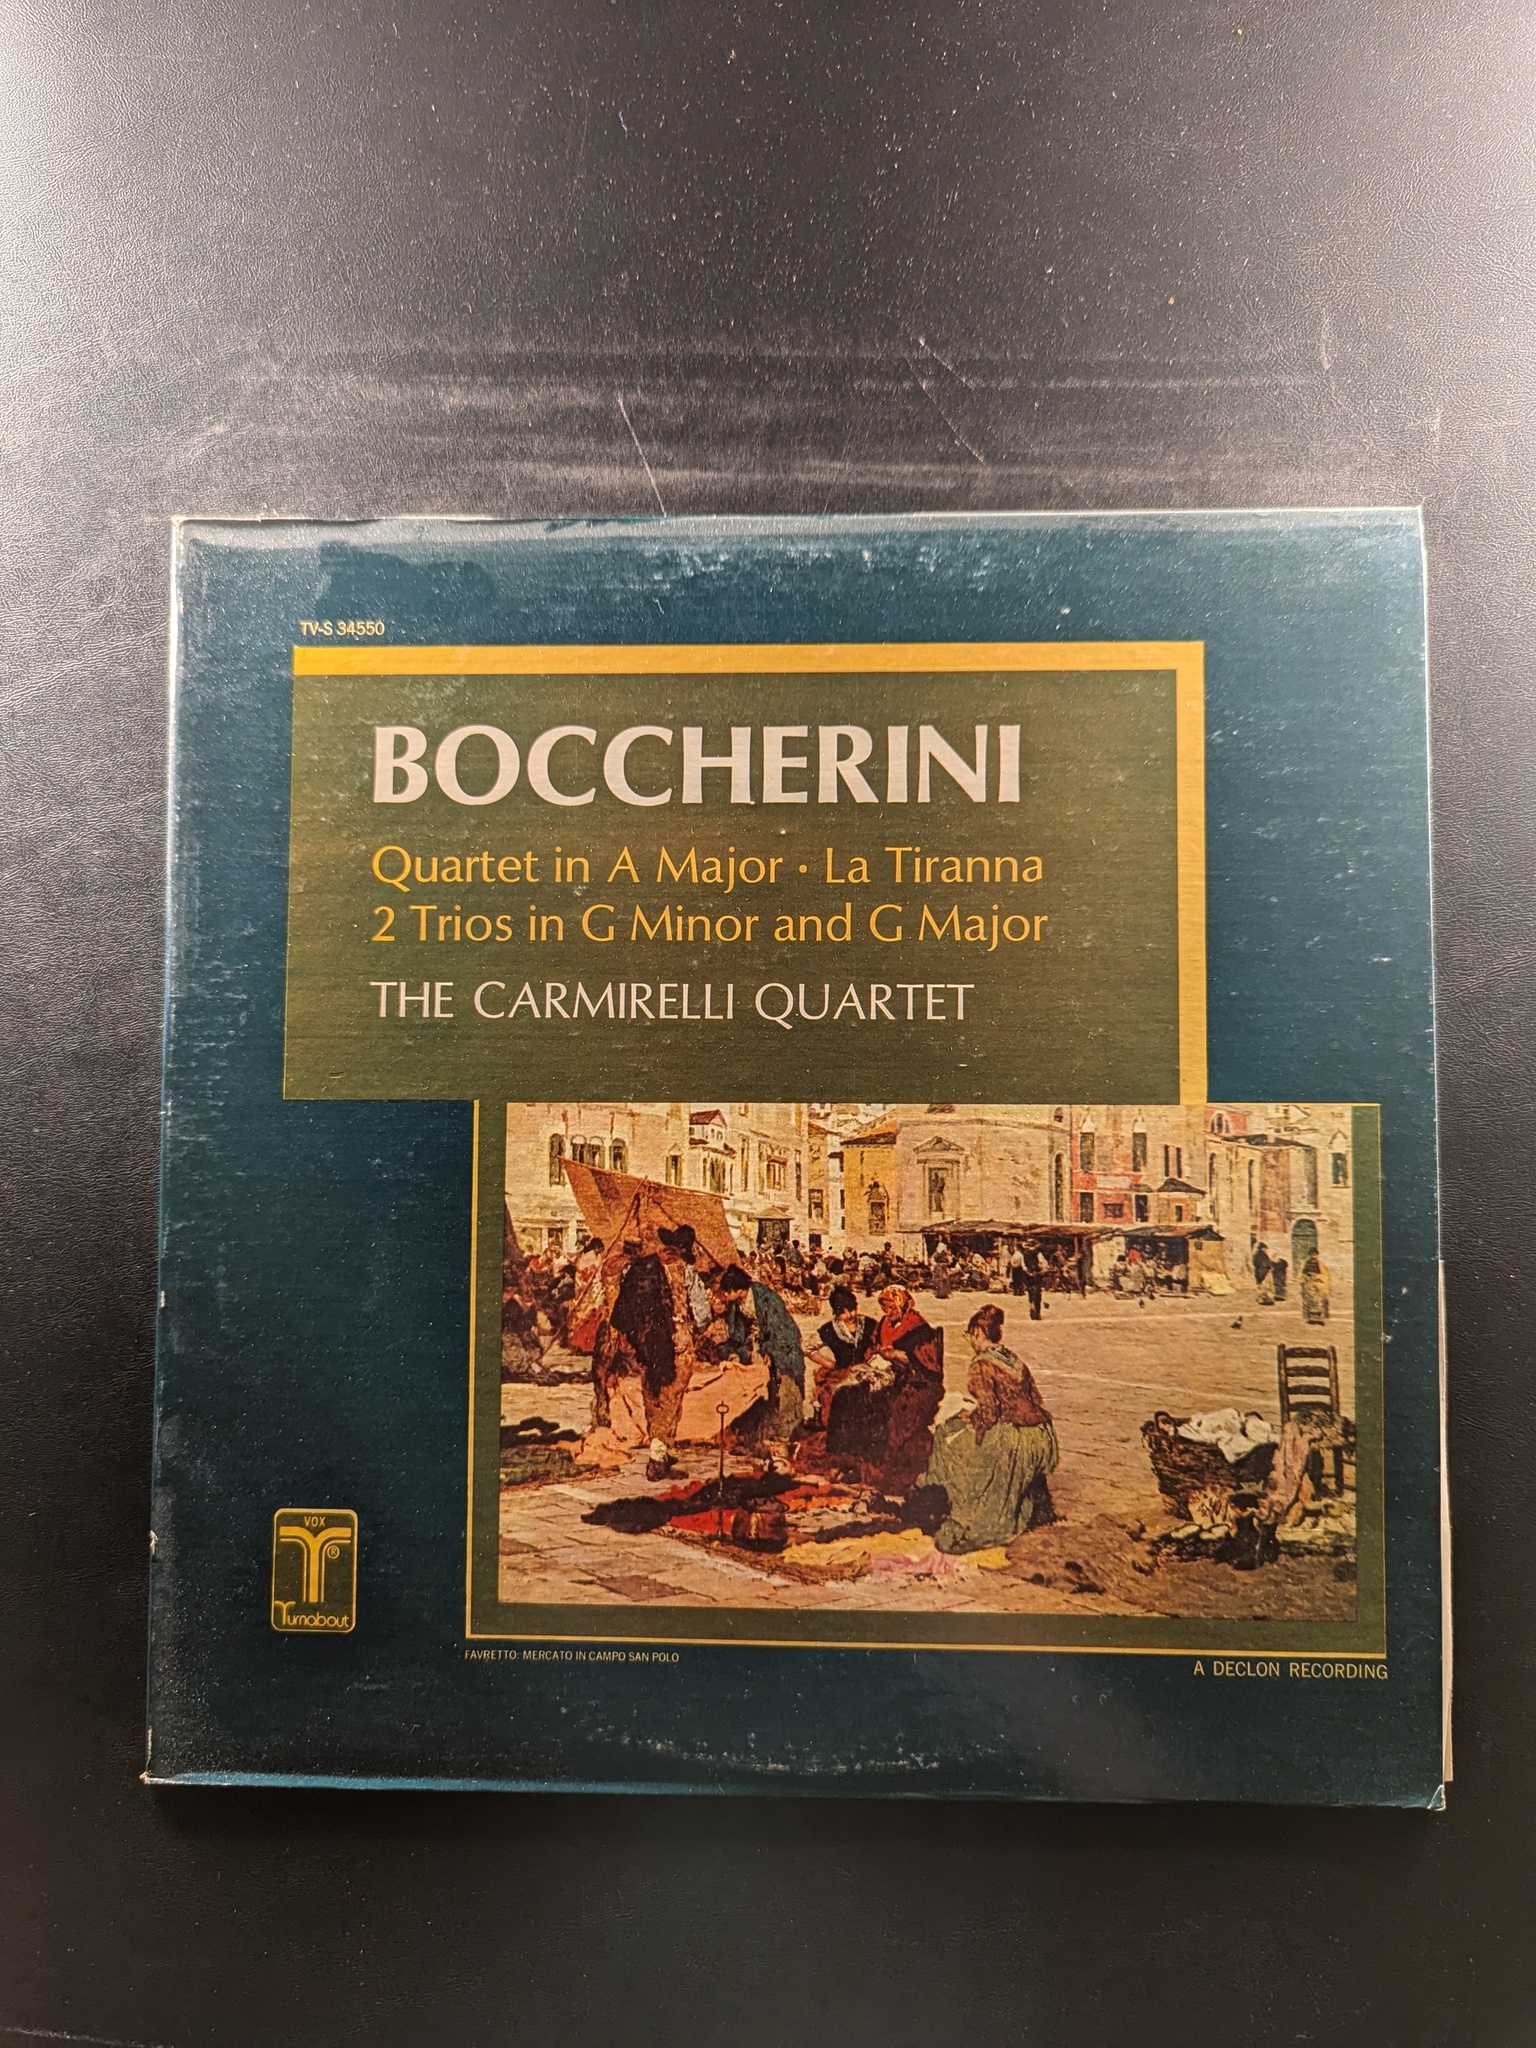 TV-S 34550
BOCCHERINI
Quartet in A Major · La Tiranna
2 Trios in G Minor and G Major
THE CARMIRELLI QUARTET
VOX
®
Turnabout
FAVRETTO: MERCATO IN CAMPO SAN POLO
A DECLON RECORDING